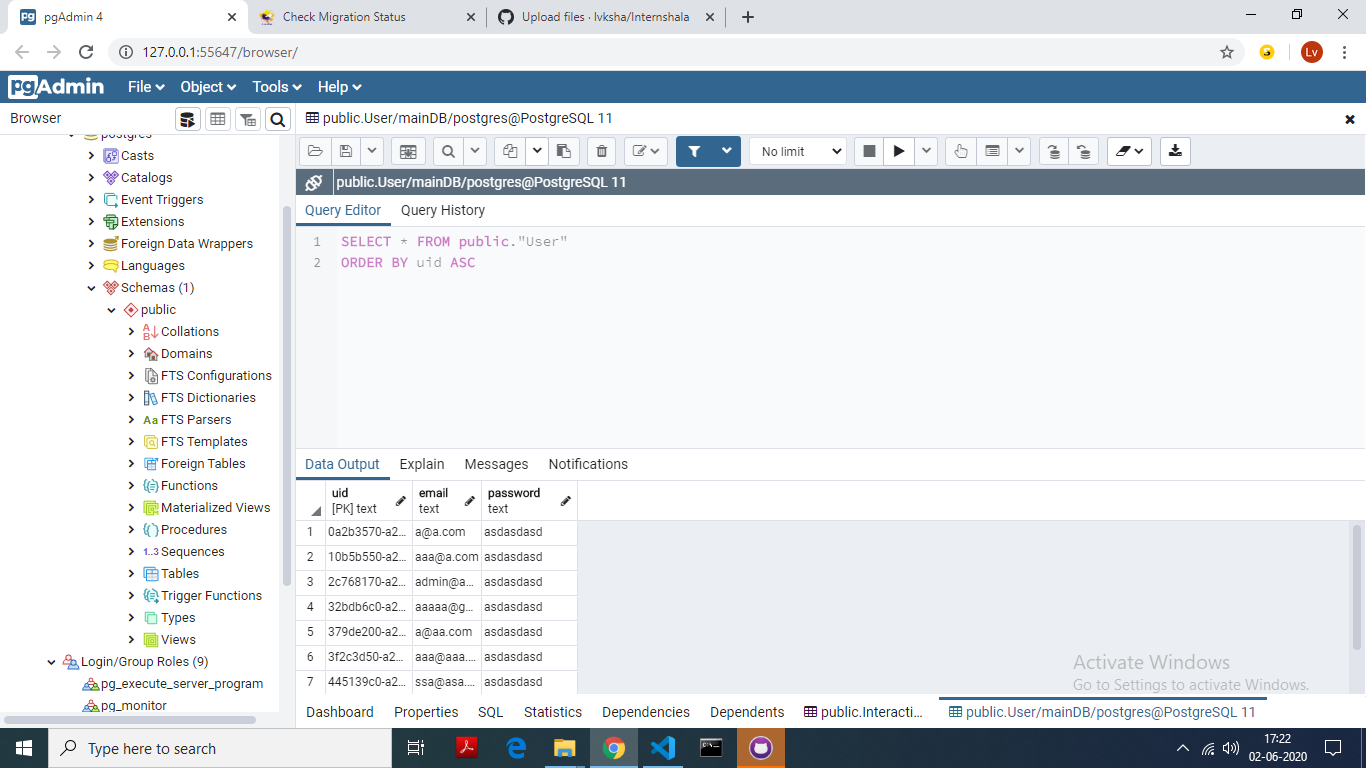 pgAdmin 4
Check Migration Status
Upload files · lvksha/Internshala
127.0.0.1:55647/browser/
Lv
pgAdmin
File
Object
Tools
Help
Browser
public.User/mainDB/postgres@PostgreSQL 11
postgres
Casts
Catalogs
Event Triggers
Extensions
Foreign Data Wrappers
Languages
Schemas (1)
public
Collations
Domains
FTS Configurations
FTS Dictionaries
Aa FTS Parsers
FTS Templates
Foreign Tables
Functions
Materialized Views
Procedures
1..3 Sequences
Tables
Trigger Functions
Types
Views
Login/Group Roles (9)
pg_execute_server_program
pg_monitor
No limit
public.User/mainDB/postgres@PostgreSQL 11
Query Editor Query History
1 SELECT * FROM public."User"
2 ORDER BY uid ASC
Data Output Explain Messages Notifications
uid email password
[PK] text text text
1 0a2b3570-a2... a@a.com asdasdasd
2 10b5b550-a2... aaa@a.com asdasdasd
3 2c768170-a2... admin@a... asdasdasd
4 32bdb6c0-a2... aaaaa@g... asdasdasd
5 379de200-a2... a@aa.com asdasdasd
6 3f2c3d50-a2... aaa@aaa.... asdasdasd
7 445139c0-a2... ssa@asa.... asdasdasd
Activate Windows
Go to Settings to activate Windows.
Dashboard Properties SQL Statistics Dependencies Dependents public.Interacti... public.User/mainDB/postgres@PostgreSQL 11
Type here to search
17:22
02-06-2020